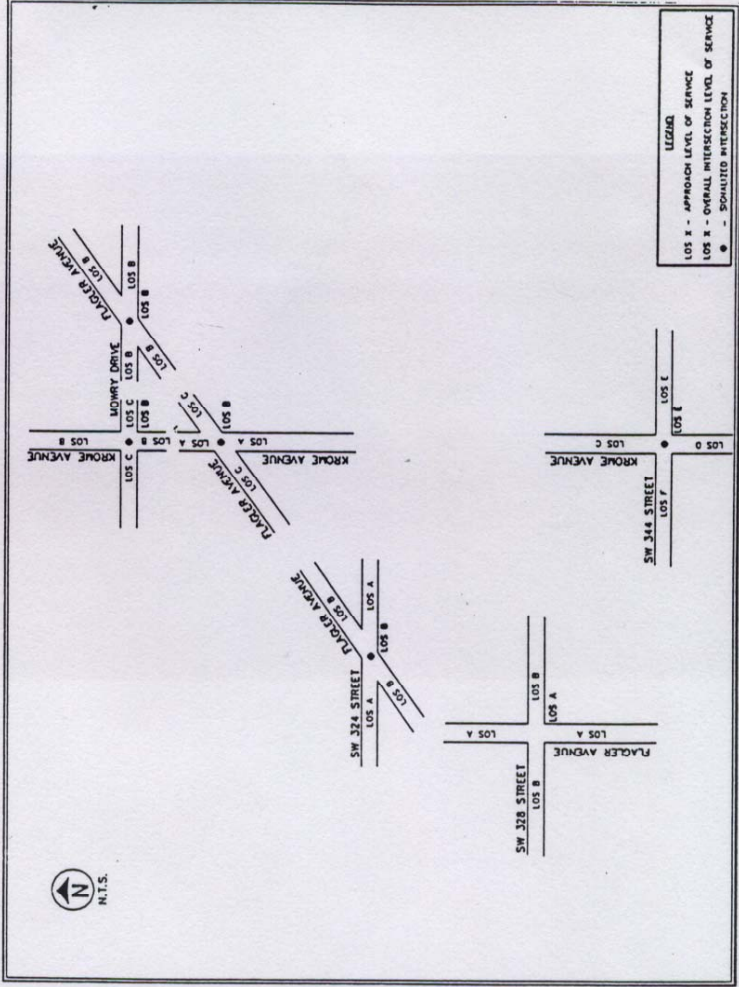 N
N.T.S.
FLAGLER AVENUE
LOS B
MOWRY DRIVE
LOS B
LOS B
LOS B
LOS B
KROME AVENUE
LOS B
LOS C
LOS C
LOS B
LOS B
LOS A
LOS C
LOS B
FLAGLER AVENUE
LOS C
LOS A
KROME AVENUE
FLAGLER AVENUE
LOS B
SW 324 STREET
LOS A
LOS A
LOS B
LOS B
LOS A
SW 328 STREET
LOS B
LOS B
LOS A
LOS A
FLAGLER AVENUE
KROME AVENUE
LOS C
SW 344 STREET
LOS F
LOS E
LOS E
LOS D
LEGEND
LOS X - APPROACH LEVEL OF SERVICE
LOS X - OVERALL INTERSECTION LEVEL OF SERVICE
- SIGNALIZED INTERSECTION